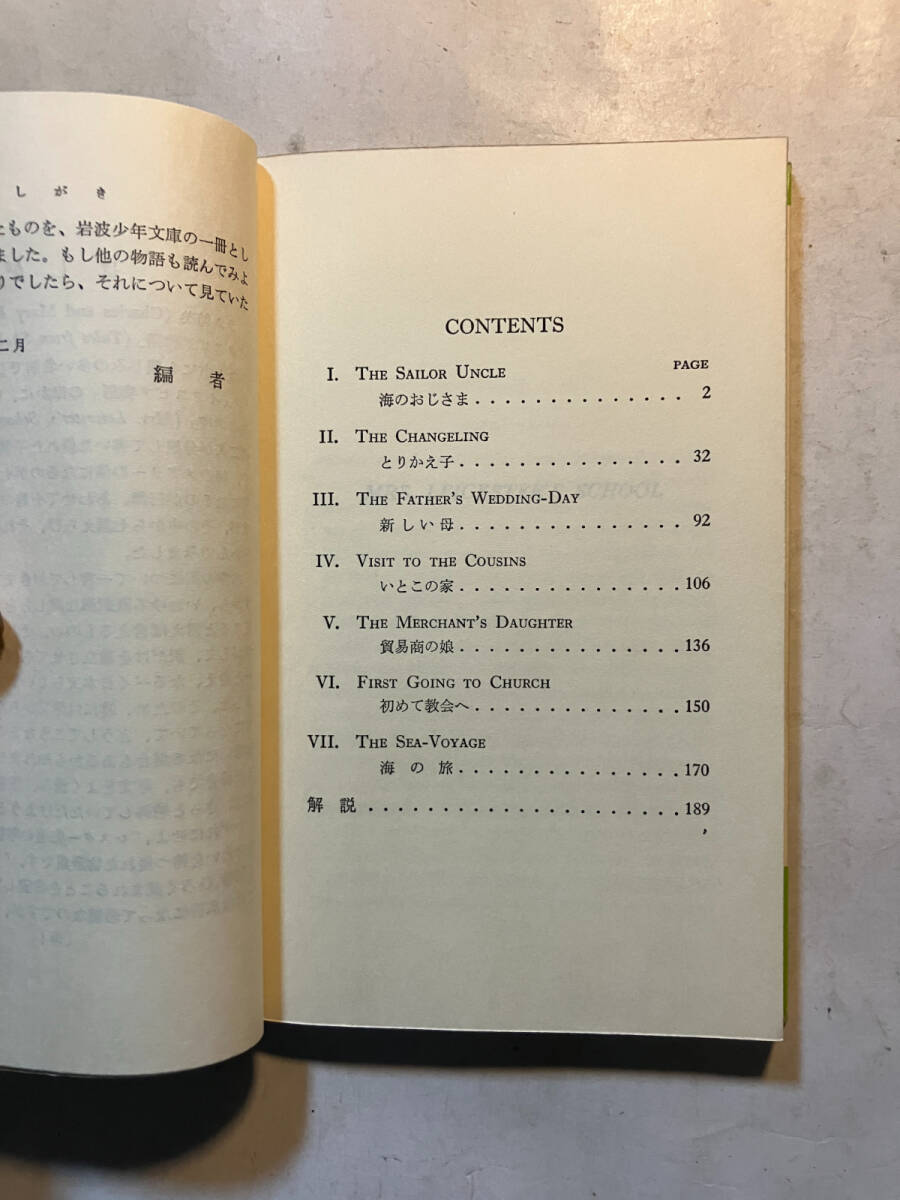 しがき
たものを、岩波少年文庫の一冊とし
ました。もし他の物語も読んでみよ
りでしたら、それについて見ていた
二月
編者
CONTENTS
PAGE
I. THE SAILOR UNCLE
海のおじさま . . . . . . . . . . . . . . 2
II. THE CHANGELING
とりかえ子 . . . . . . . . . . . . . . . 32
III. THE FATHER'S WEDDING-DAY
新しい母 . . . . . . . . . . . . . . . 92
IV. VISIT TO THE COUSINS
いとこの家 . . . . . . . . . . . . . . . 106
V. THE MERCHANT'S DAUGHTER
貿易商の娘 . . . . . . . . . . . . . . . 136
VI. FIRST GOING TO CHURCH
初めて教会へ . . . . . . . . . . . . . . 150
VII. THE SEA-VOYAGE
海の旅 . . . . . . . . . . . . . . . 170
解説 . . . . . . . . . . . . . . . . . . . . . 189